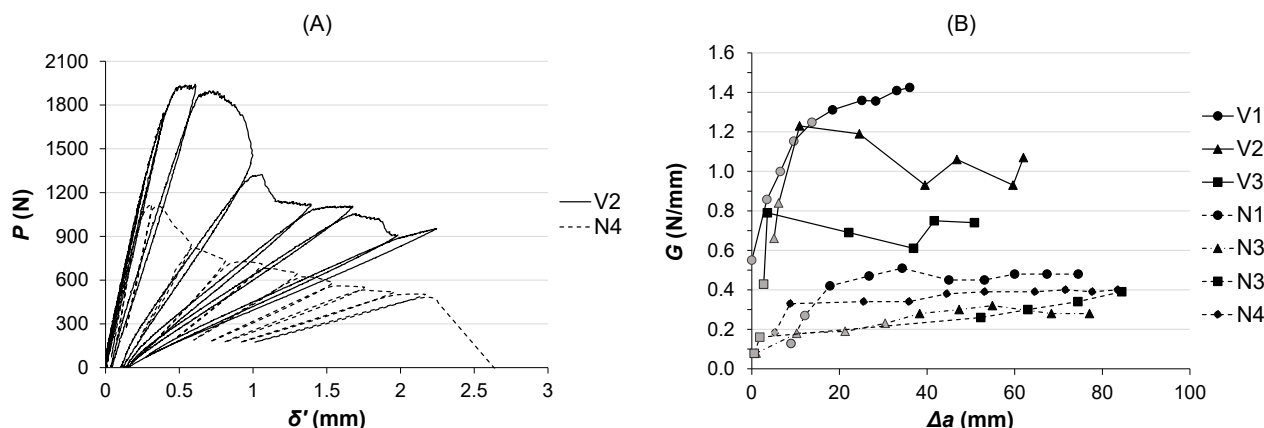 (A)
P (N)
2100
1800
1500
1200
900
600
300
0
0
0.5
1
1.5
2
2.5
3
δ' (mm)
V2
N4
(B)
G (N/mm)
1.6
1.4
1.2
1.0
0.8
0.6
0.4
0.2
0.0
0
20
40
60
80
100
Δa (mm)
V1
V2
V3
N1
N3
N3
N4